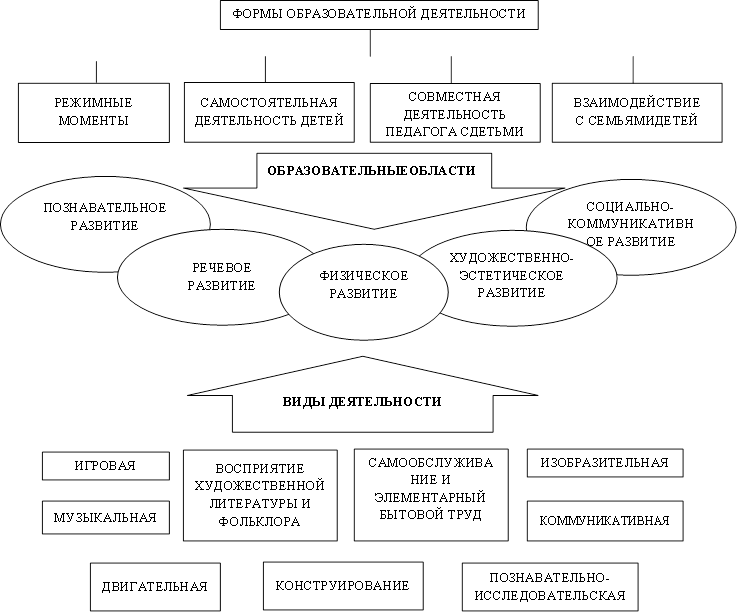 ФОРМЫ ОБРАЗОВАТЕЛЬНОЙ ДЕЯТЕЛЬНОСТИ
РЕЖИМНЫЕ
МОМЕНТЫ
САМОСТОЯТЕЛЬНАЯ
ДЕЯТЕЛЬНОСТЬ ДЕТЕЙ
СОВМЕСТНАЯ
ДЕЯТЕЛЬНОСТЬ
ПЕДАГОГА СДЕТЬМИ
ВЗАИМОДЕЙСТВИЕ
С СЕМЬЯМИДЕТЕЙ
ОБРАЗОВАТЕЛЬНЫЕОБЛАСТИ
ПОЗНАВАТЕЛЬНОЕ
РАЗВИТИЕ
РЕЧЕВОЕ
РАЗВИТИЕ
ФИЗИЧЕСКОЕ
РАЗВИТИЕ
ХУДОЖЕСТВЕННО-
ЭСТЕТИЧЕСКОЕ
РАЗВИТИЕ
СОЦИАЛЬНО-
КОММУНИКАТИВН
ОЕ РАЗВИТИЕ
ВИДЫ ДЕЯТЕЛЬНОСТИ
ИГРОВАЯ
МУЗЫКАЛЬНАЯ
ВОСПРИЯТИЕ
ХУДОЖЕСТВЕННОЙ
ЛИТЕРАТУРЫ И
ФОЛЬКЛОРА
САМООБСЛУЖИВА
НИЕ И
ЭЛЕМЕНТАРНЫЙ
БЫТОВОЙ ТРУД
ИЗОБРАЗИТЕЛЬНАЯ
КОММУНИКАТИВНАЯ
ДВИГАТЕЛЬНАЯ
КОНСТРУИРОВАНИЕ
ПОЗНАВАТЕЛЬНО-
ИССЛЕДОВАТЕЛЬСКАЯ